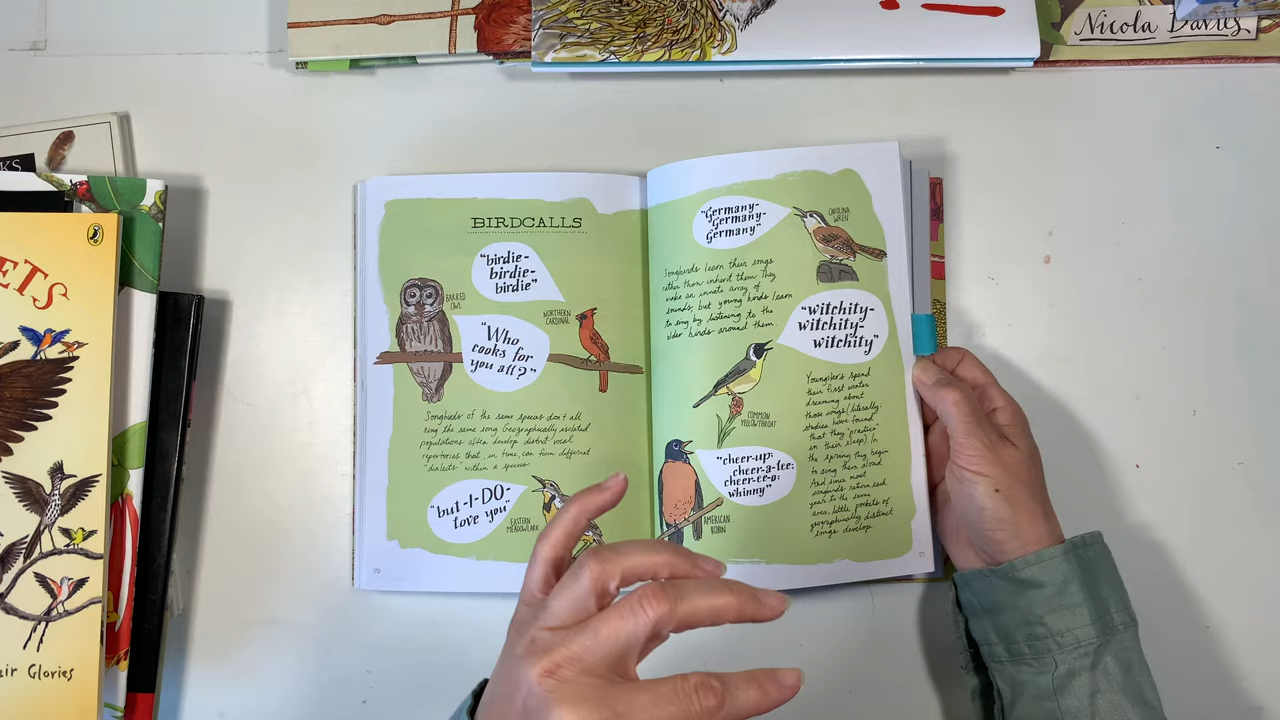 Nicola Davies
KS
ETS
air Glories
BIRDCALLS
"birdie-
birdie-
birdie"
BARRED
OWL
NORTHERN
CARDINAL
"Who
cooks for
you all?"
Songbirds of the same species don't all
sing the same song. Geographically isolated
populations often develop distinct vocal
repertoires that, in time, can form different
"dialects" within a species.
"but-I-DO-
love you"
EASTERN
MEADOWLARK
"Germany-
Germany-
Germany"
CAROLINA
WREN
Songbirds learn their songs
rather than inherit them. They
make an innate array of
sounds, but young birds learn
to sing by listening to the
older birds around them.
"Witchity-
witchity-
witchity"
COMMON
YELLOWTHROAT
Youngsters spend
their first winter
dreaming about
those songs (literally:
studies have found
that they "practice"
in their sleep). In
the spring they begin
to sing them aloud.
And since most
songbirds return each
year to the same
area, little pockets of
geographically distinct
songs develop.
"cheer-up;
cheer-a-lee;
cheer-ee-o;
whinny"
AMERICAN
ROBIN